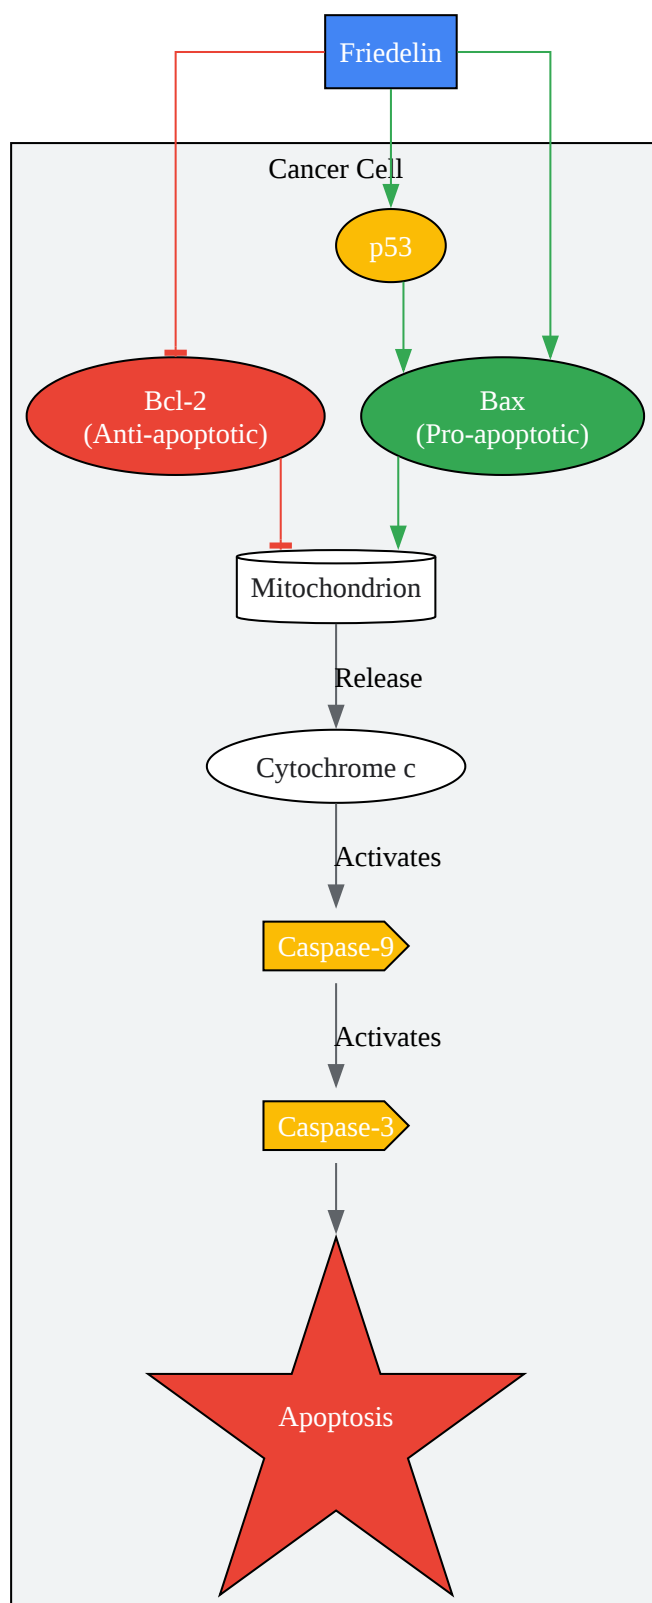 Friedelin
Cancer Cell
p53
Bcl-2
(Anti-apoptotic)
Bax
(Pro-apoptotic)
Mitochondrion
Release
Cytochrome c
Activates
Caspase-9
Activates
Caspase-3
Apoptosis